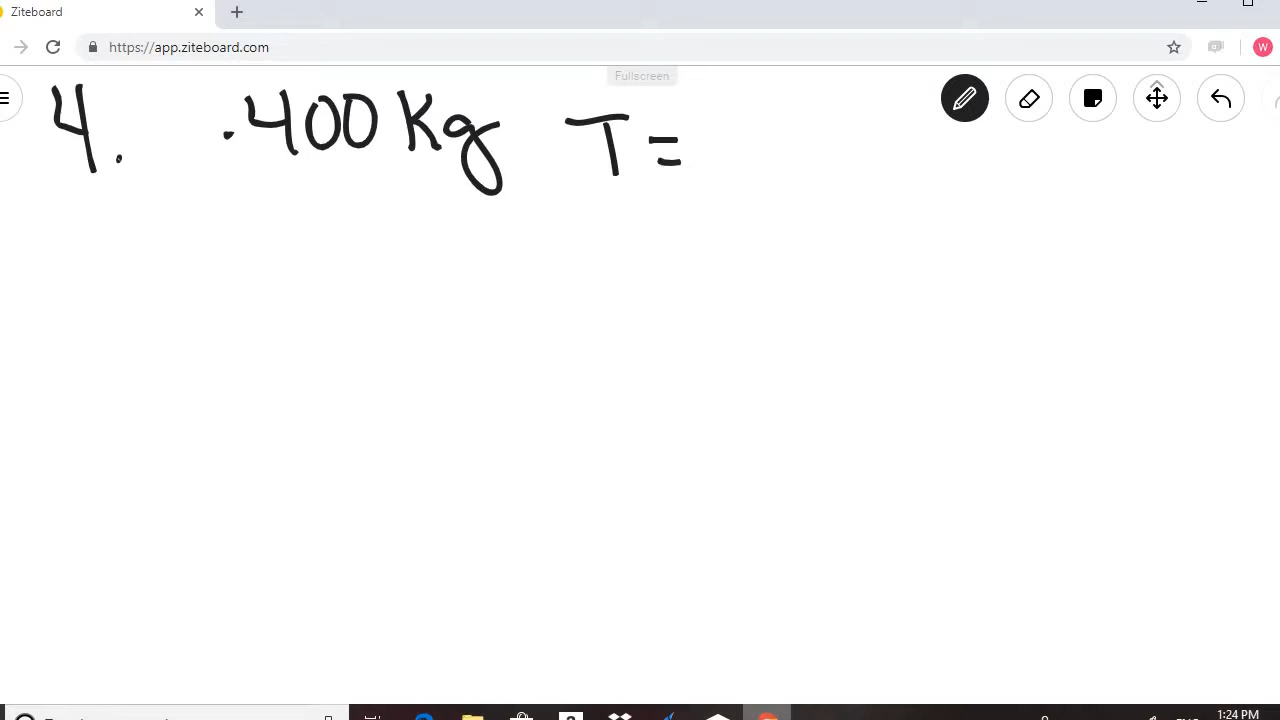 Ziteboard
https://app.ziteboard.com
W
Fullscreen
4. .400 Kg T =
1:24 PM